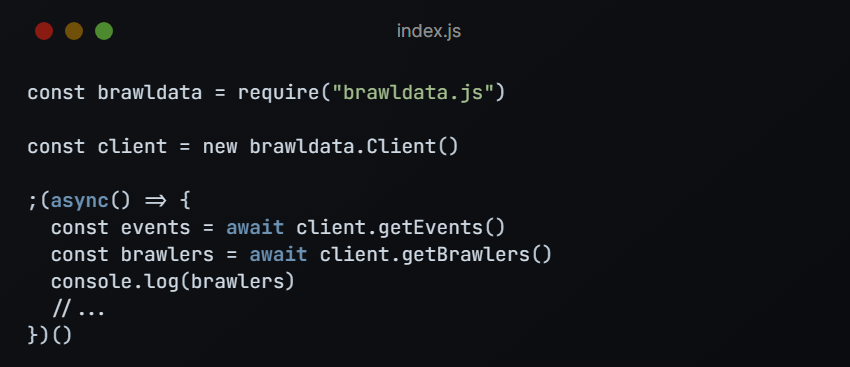 index.js
const brawldata = require("brawldata.js")
const client = new brawldata.Client()
;(async() => {
  const events = await client.getEvents()
  const brawlers = await client.getBrawlers()
  console.log(brawlers)
  //...
})()